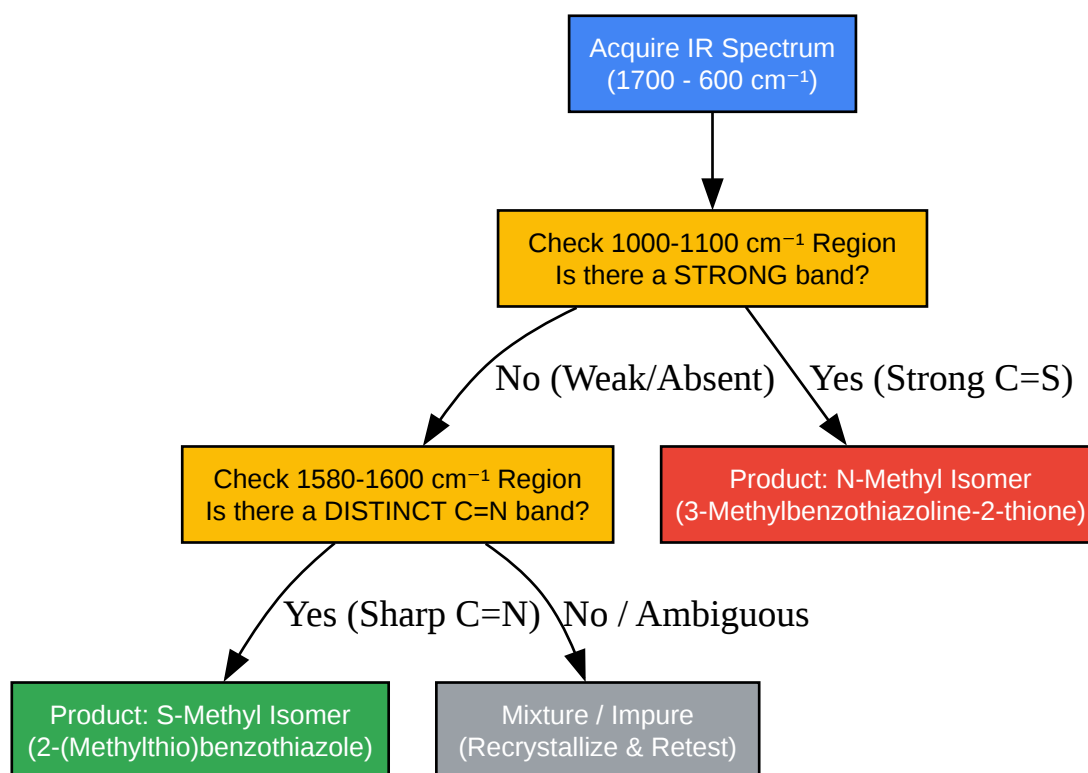 Acquire IR Spectrum
(1700 - 600 cm⁻¹)
Check 1000-1100 cm⁻¹ Region
Is there a STRONG band?
No (Weak/Absent)
Yes (Strong C=S)
Check 1580-1600 cm⁻¹ Region
Is there a DISTINCT C=N band?
Product: N-Methyl Isomer
(3-Methylbenzothiazoline-2-thione)
Yes (Sharp C=N)
No / Ambiguous
Product: S-Methyl Isomer
(2-(Methylthio)benzothiazole)
Mixture / Impure
(Recrystallize & Retest)